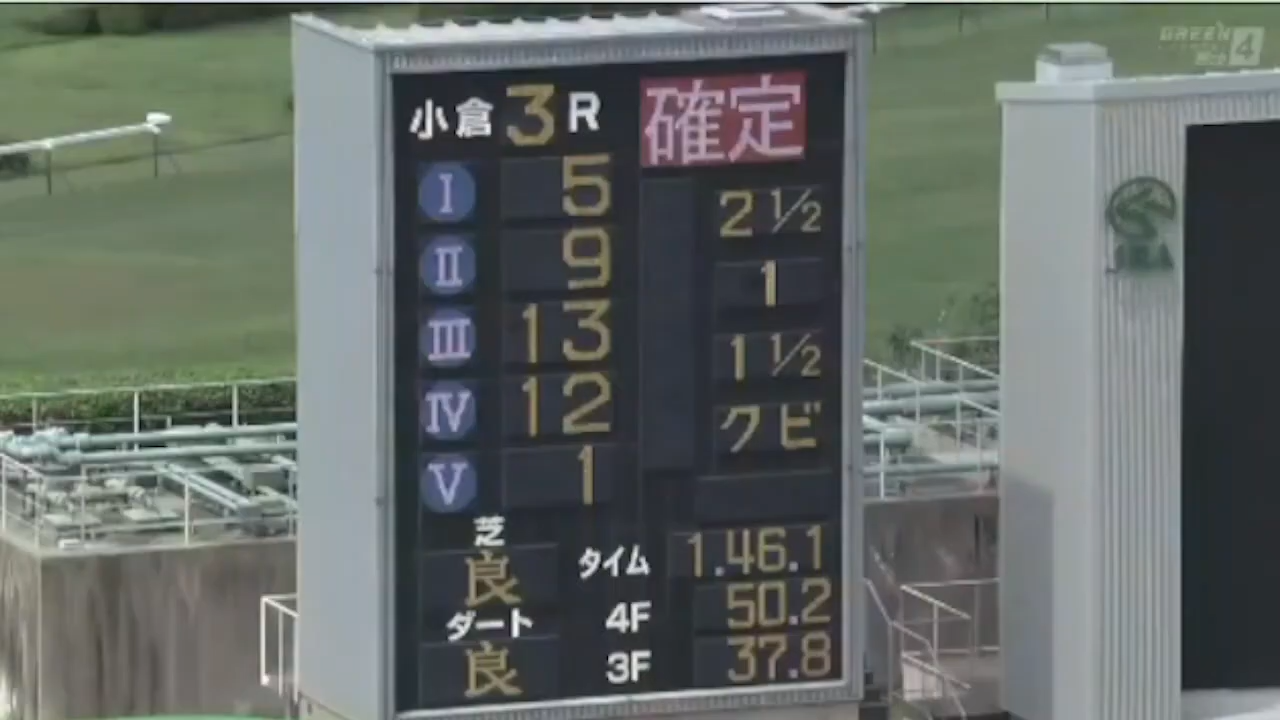 GREEN
4
小倉 3 R 確定
Ⅰ 5
2 1/2
Ⅱ 9
1
Ⅲ 13
1 1/2
Ⅳ 12
クビ
Ⅴ 1
芝
良 タイム 1.46.1
ダート 4F 50.2
良 3F 37.8
JRA